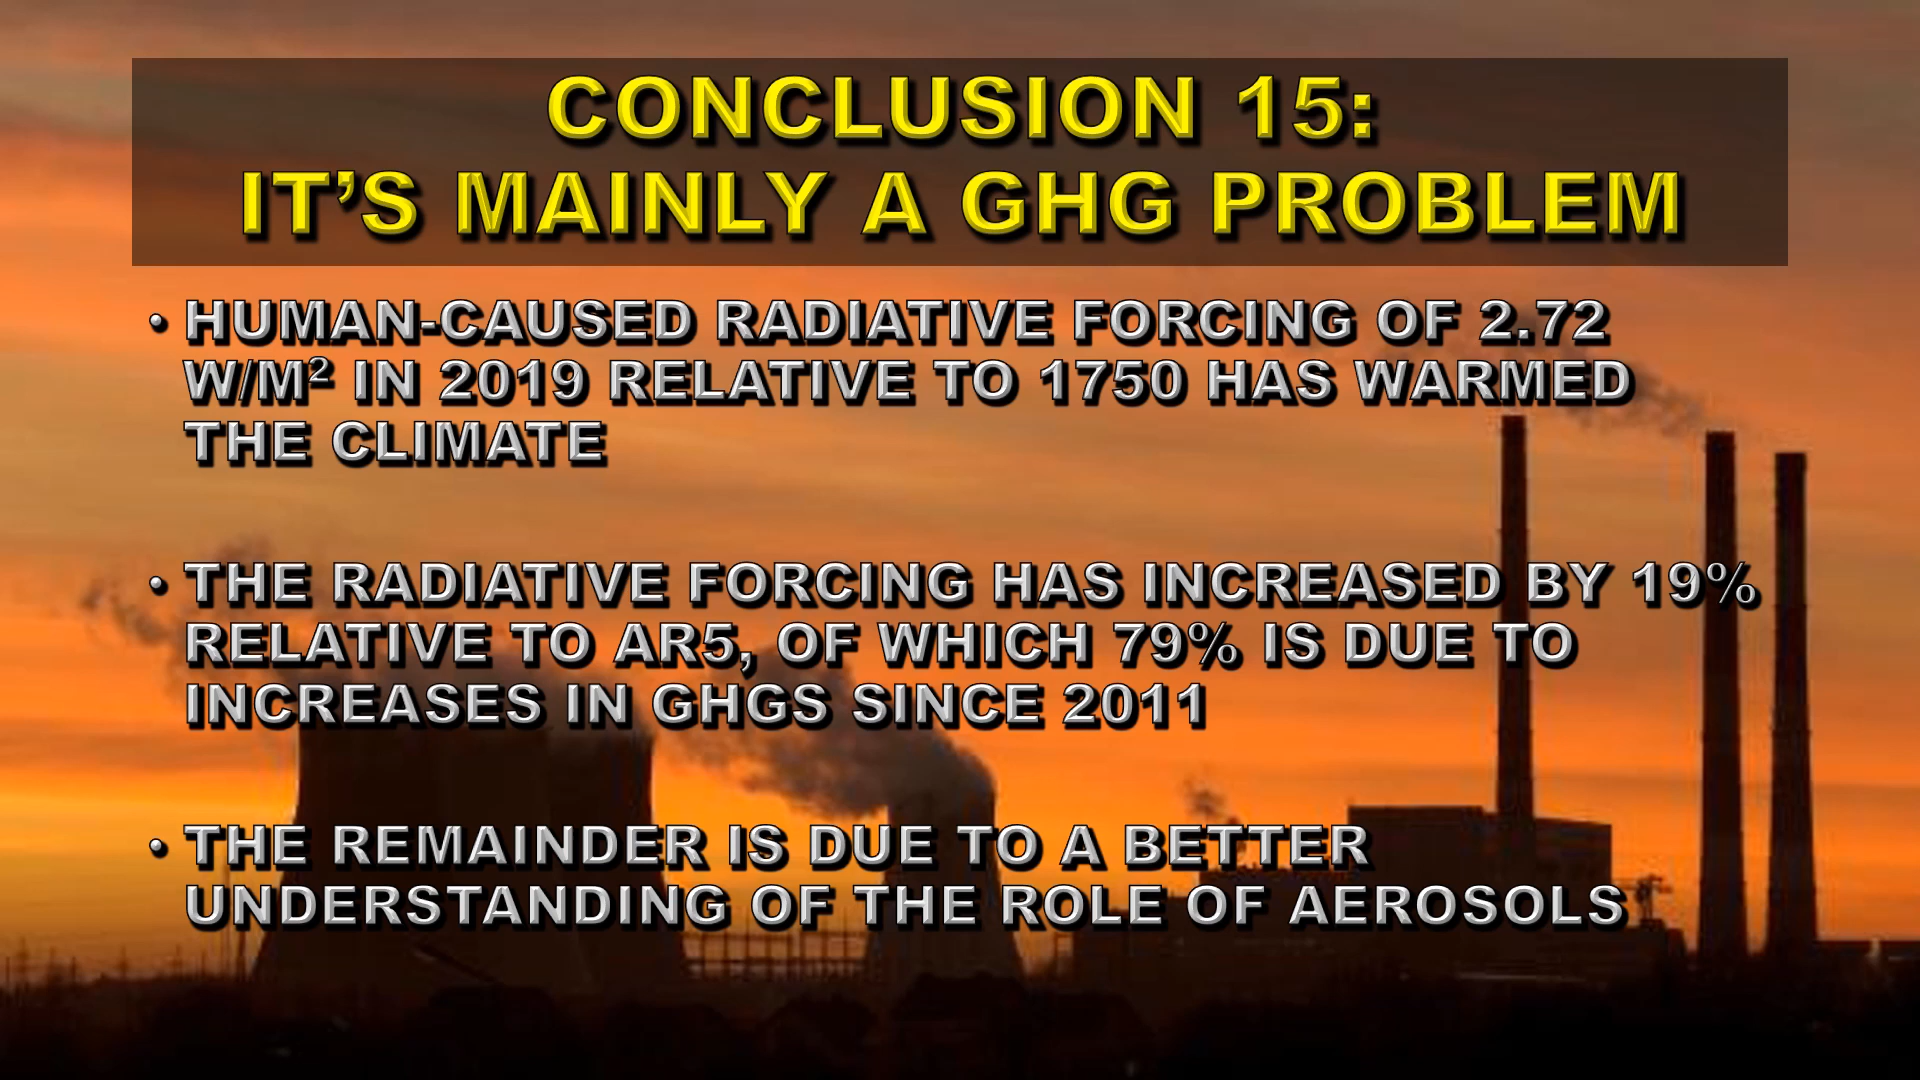 CONCLUSION 15:
IT’S MAINLY A GHG PROBLEM
• HUMAN-CAUSED RADIATIVE FORCING OF 2.72
W/M² IN 2019 RELATIVE TO 1750 HAS WARMED
THE CLIMATE
• THE RADIATIVE FORCING HAS INCREASED BY 19%
RELATIVE TO AR5, OF WHICH 79% IS DUE TO
INCREASES IN GHGS SINCE 2011
• THE REMAINDER IS DUE TO A BETTER
UNDERSTANDING OF THE ROLE OF AEROSOLS